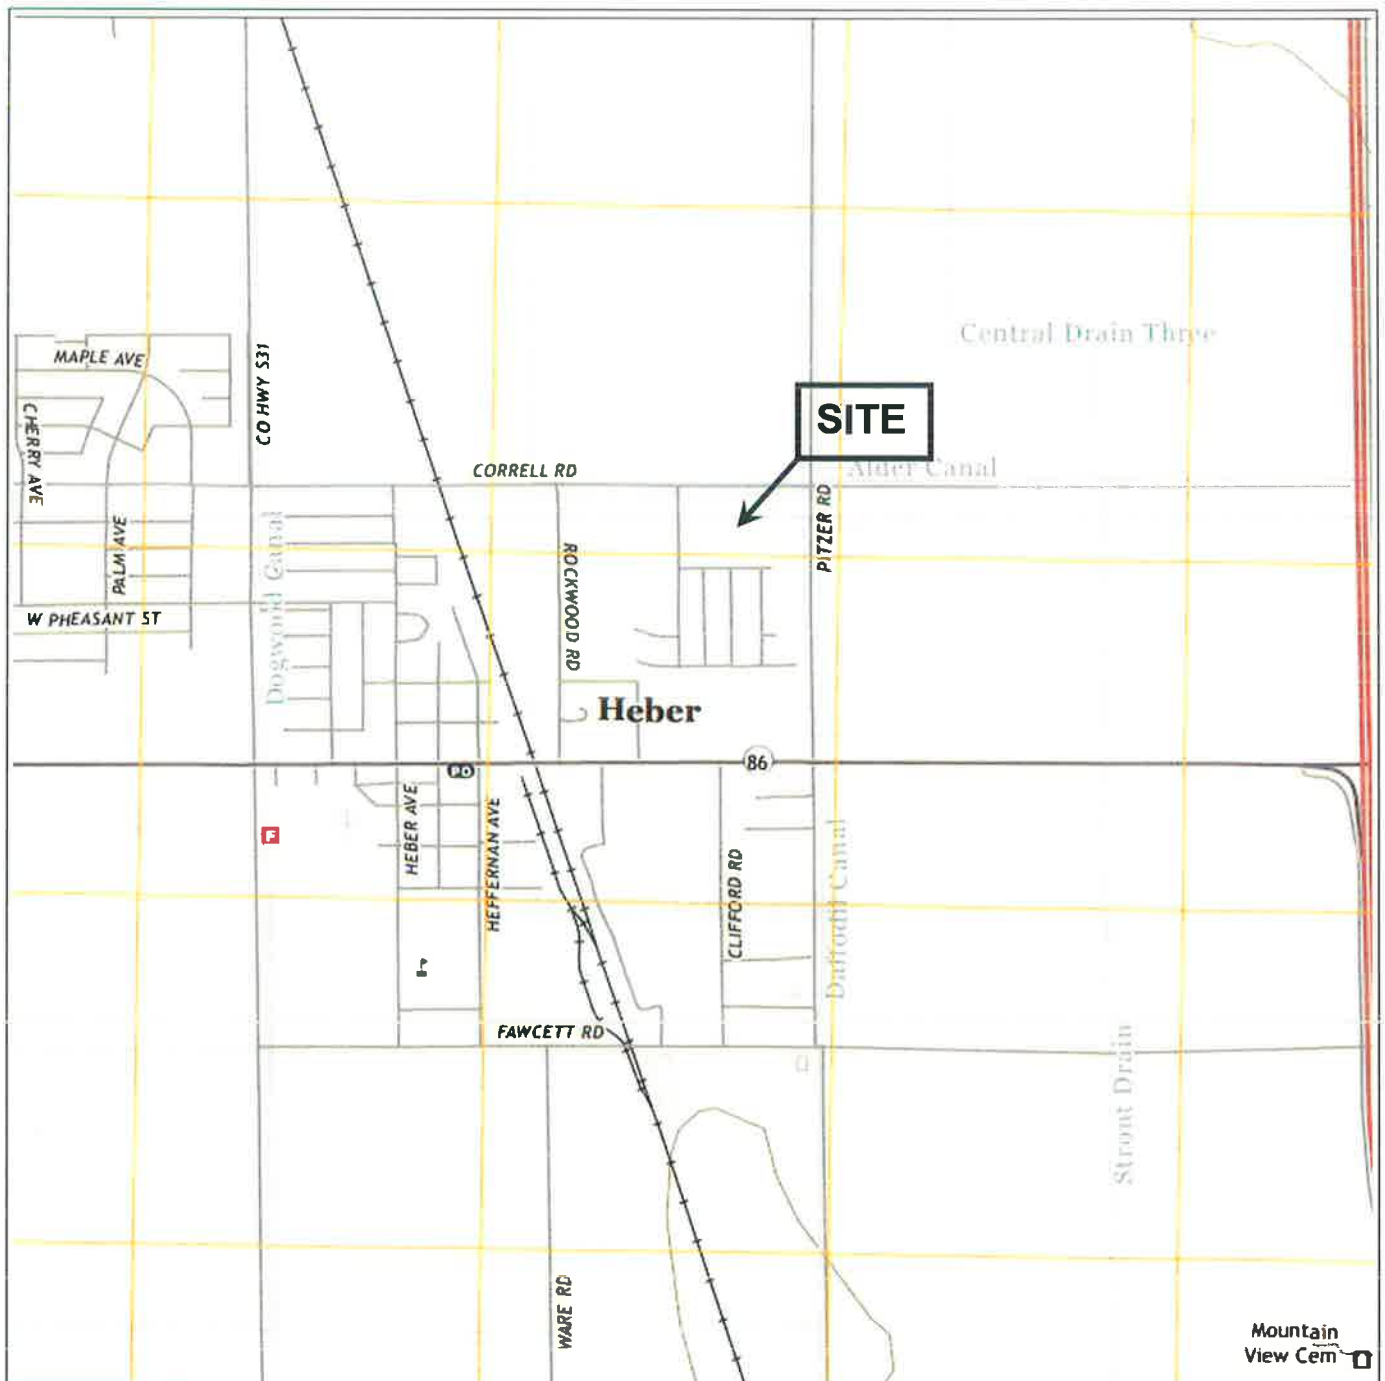 Central Drain Three
MAPLE AVE
CO HWY S31
CHERRY AVE
SITE
CORRELL RD
Alder Canal
PITZER RD
PALM AVE
Dogwood Canal
ROCKWOOD RD
W PHEASANT ST
Heber
86
PO
F
HEBER AVE
HEFFERNAN AVE
CLIFFORD RD
Daffodil Canal
FAWCETT RD
Strout Drain
WARE RD
Mountain
View Cem